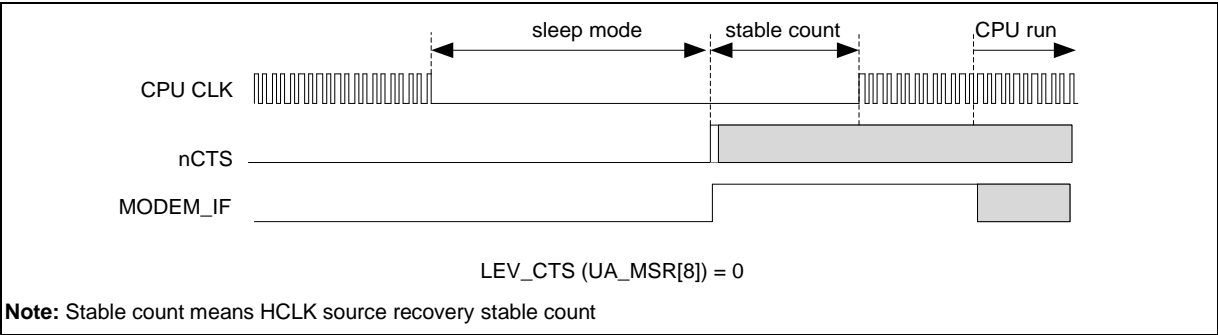 sleep mode stable count CPU run
CPU CLK
nCTS
MODEM_IF
LEV_CTS (UA_MSR[8]) = 0
Note: Stable count means HCLK source recovery stable count